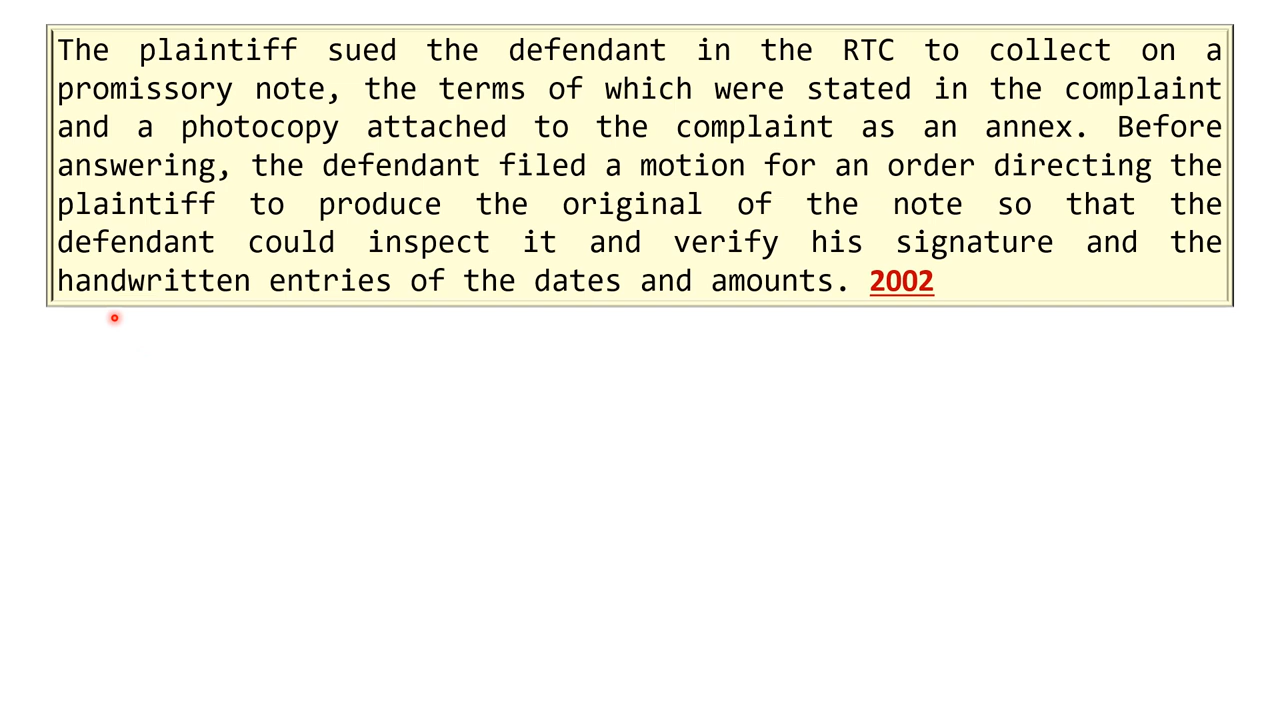 The plaintiff sued the defendant in the RTC to collect on a
promissory note, the terms of which were stated in the complaint
and a photocopy attached to the complaint as an annex. Before
answering, the defendant filed a motion for an order directing the
plaintiff to produce the original of the note so that the
defendant could inspect it and verify his signature and the
handwritten entries of the dates and amounts. 2002